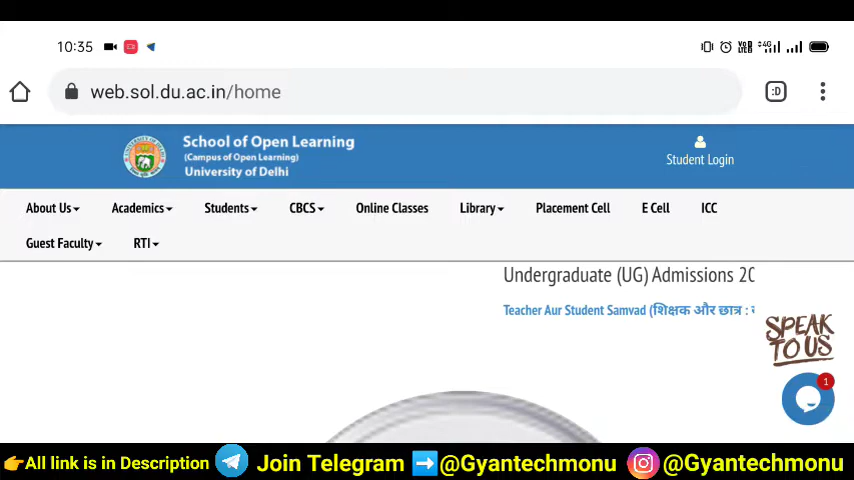 10:35
web.sol.du.ac.in/home
:D
School of Open Learning
(Campus of Open Learning)
University of Delhi
Student Login
About Us Academics Students CBCS Online Classes Library Placement Cell E Cell ICC
Guest Faculty RTI
Undergraduate (UG) Admissions 20
Teacher Aur Student Samvad (शिक्षक और छात्र :
SPEAK
TO US
1
All link is in Description Join Telegram @Gyantechmonu @Gyantechmonu